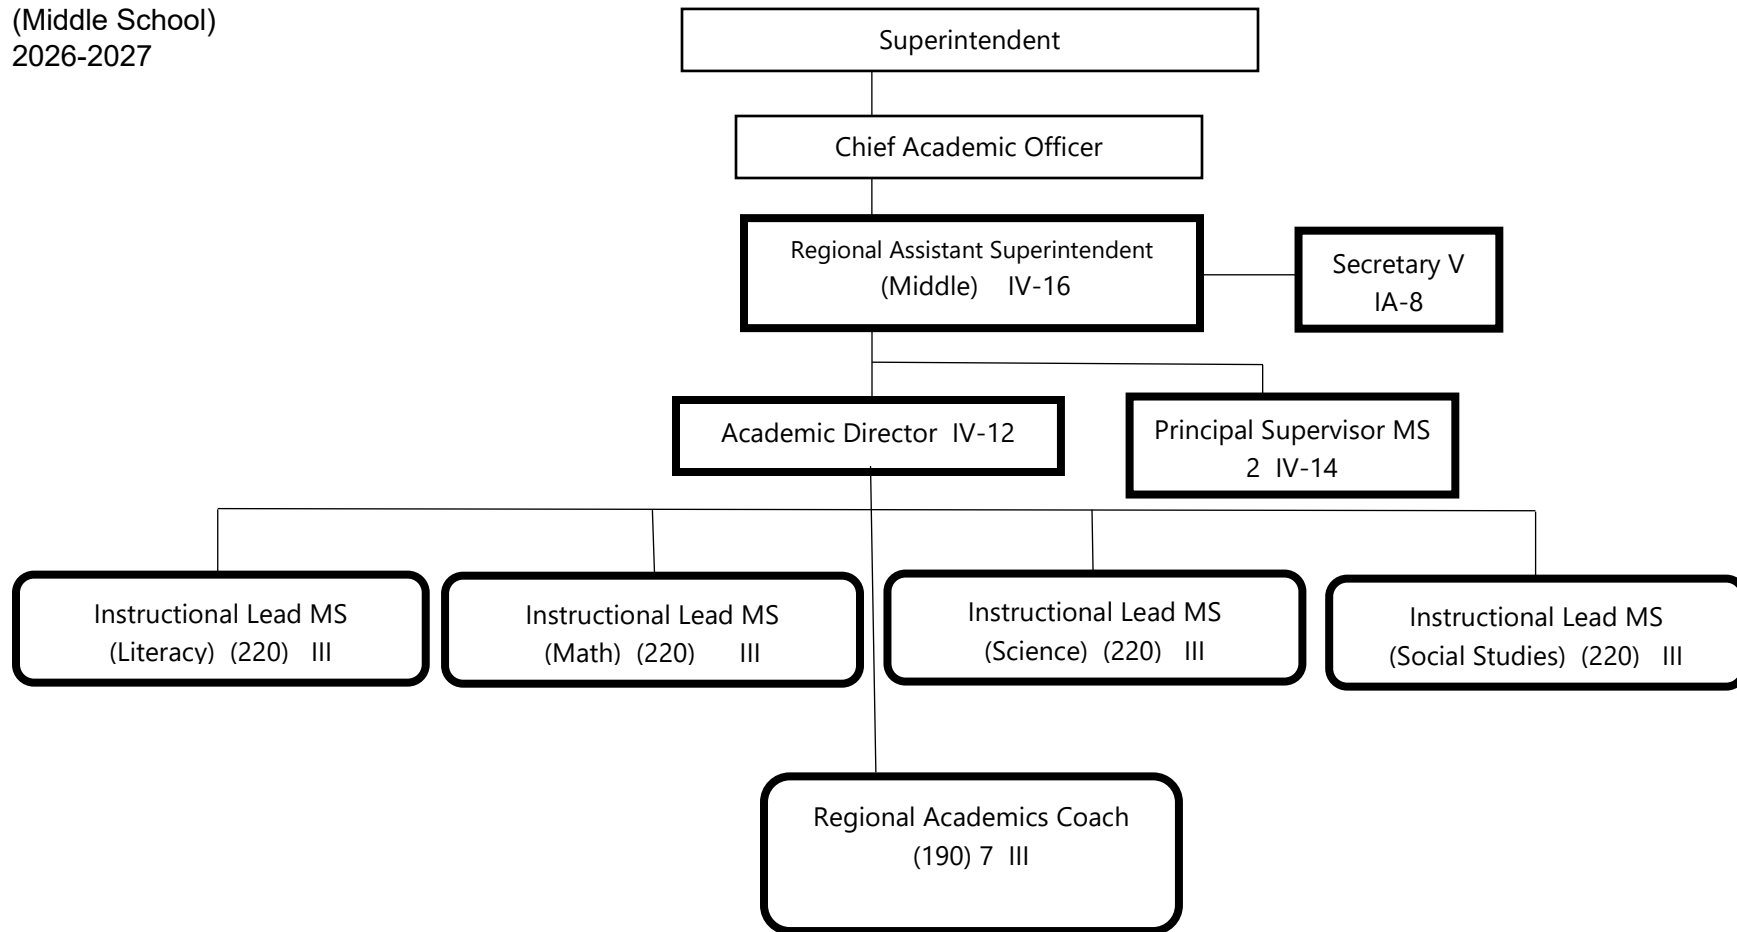 (Middle School)
2026-2027
Superintendent
Chief Academic Officer
Regional Assistant Superintendent
(Middle) IV-16
Secretary V
IA-8
Academic Director IV-12
Principal Supervisor MS
2 IV-14
Instructional Lead MS
(Literacy) (220) III
Instructional Lead MS
(Math) (220) III
Instructional Lead MS
(Science) (220) III
Instructional Lead MS
(Social Studies) (220) III
Regional Academics Coach
(190) 7 III